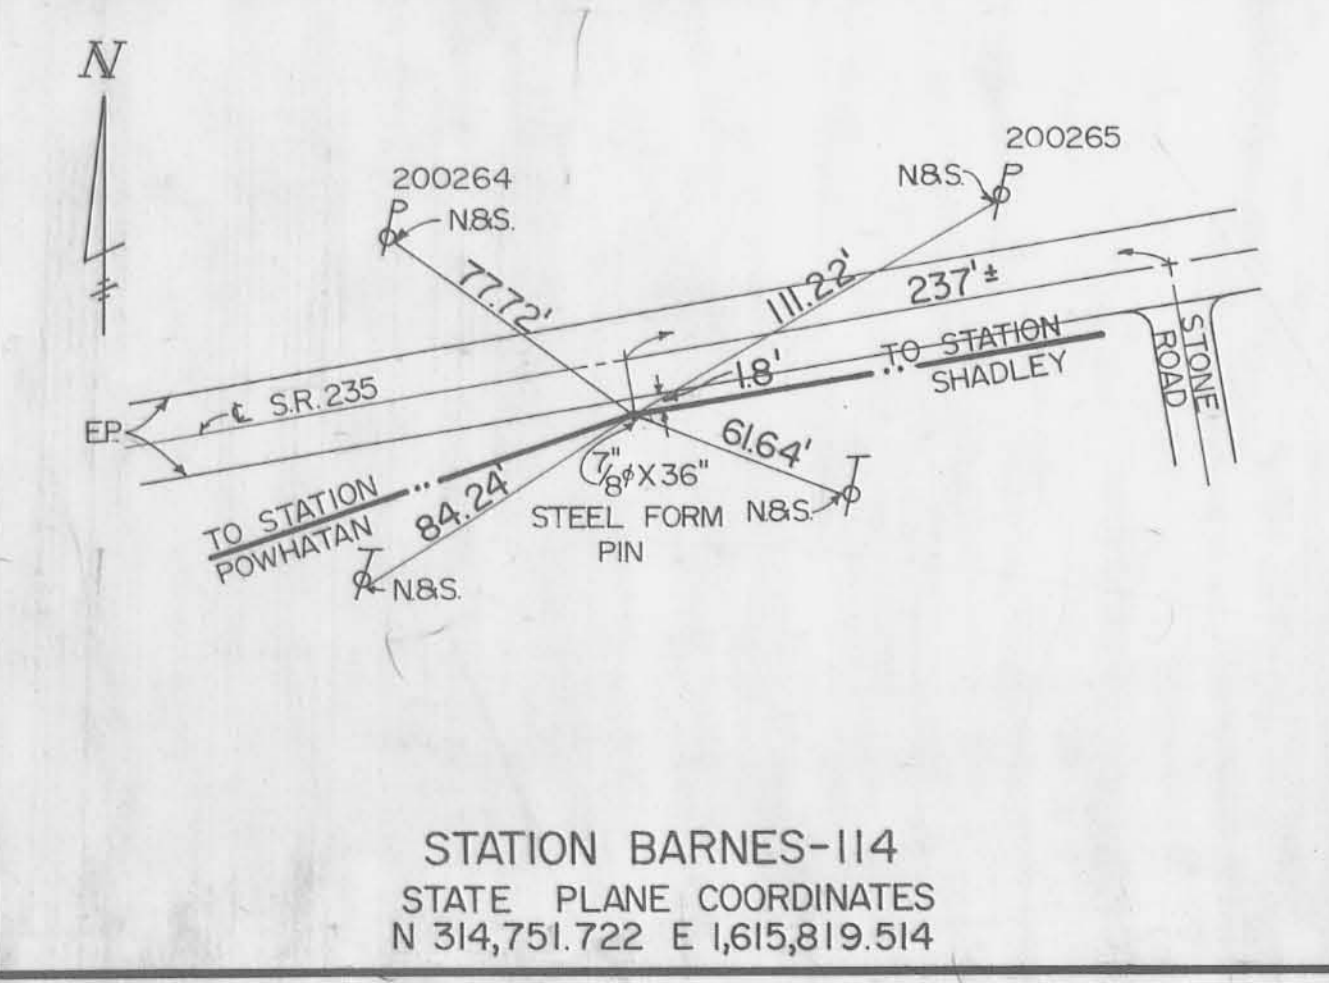 N
200265
N&S.
200264
N&S.
77.72'
111.22'
237'±
1.8'
TO STATION
SHADLEY
STONE
ROAD
℄ S.R. 235
E.P.
61.64'
7/8"ϕ X 36"
STEEL FORM
PIN
N&S.
84.24'
TO STATION
POWHATAN
N&S.
STATION BARNES-114
STATE PLANE COORDINATES
N 314,751.722 E 1,615,819.514